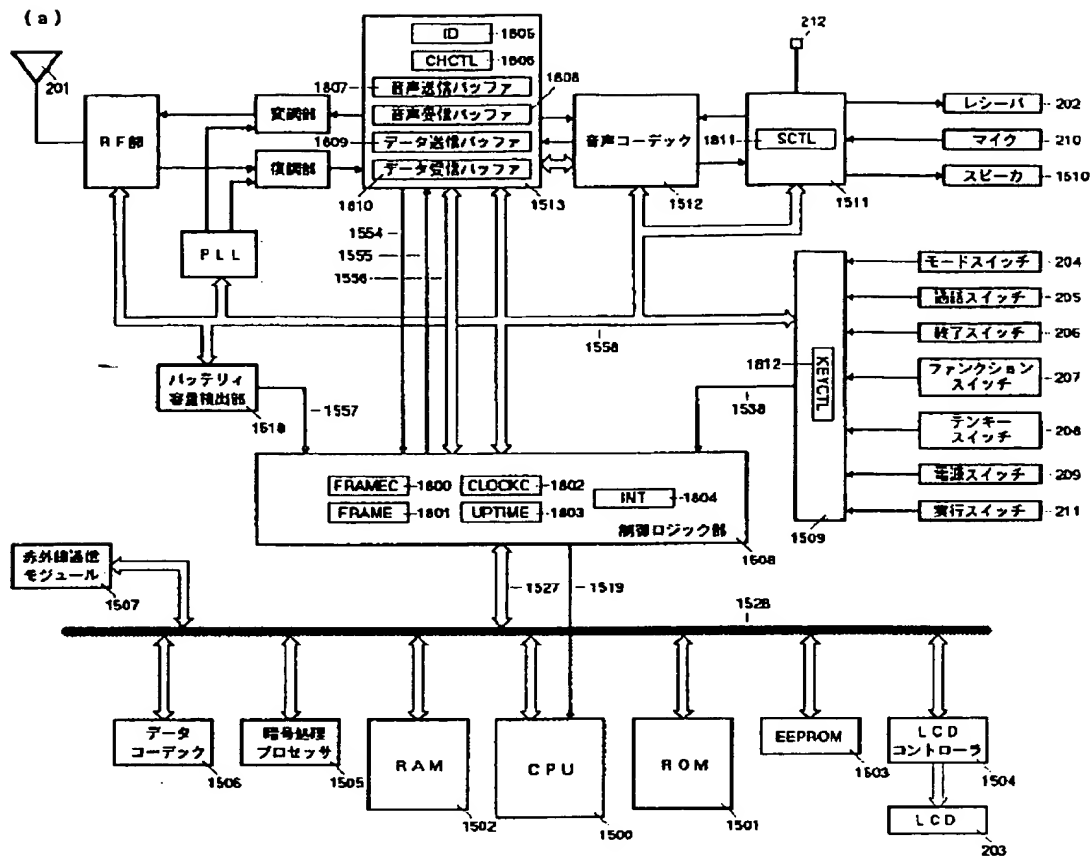 (a)
201
RF部
変調部
復調部
PLL
ID
1805
CHCTL
1806
1807
音声送信バッファ
1808
音声受信バッファ
1809
データ送信バッファ
1810
データ受信バッファ
1513
音声コーデック
1512
212
1811
SCTL
1511
レシーバ
202
マイク
210
スピーカ
1510
1554
1555
1556
1558
モードスイッチ
204
通話スイッチ
205
終了スイッチ
206
ファンクション
スイッチ
207
テンキー
スイッチ
208
電源スイッチ
209
実行スイッチ
211
1812
KEYCTL
1509
1538
バッテリィ
容量検出部
1518
1557
FRAMEC
1800
CLOCKC
1802
INT
1804
FRAME
1801
UPTIME
1803
制御ロジック部
1508
赤外線通信
モジュール
1507
1527
1519
1528
データ
コーデック
1506
暗号処理
プロセッサ
1505
RAM
1502
CPU
1500
ROM
1501
EEPROM
1503
LCD
コントローラ
1504
LCD
203